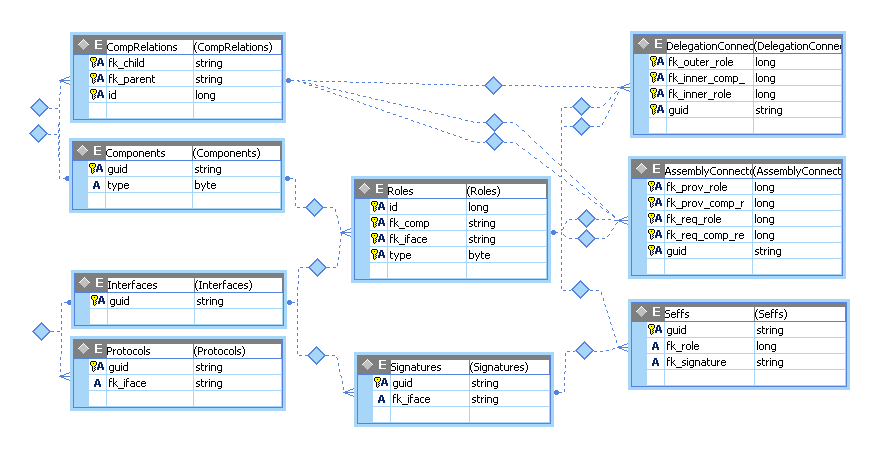 E CompRelations (CompRelations)
A fk_child string
A fk_parent string
A id long
E Components (Components)
A guid string
A type byte
E Interfaces (Interfaces)
A guid string
E Protocols (Protocols)
A guid string
A fk_iface string
E Roles (Roles)
A id long
A fk_comp string
A fk_iface string
A type byte
E Signatures (Signatures)
A guid string
A fk_iface string
E DelegationConnec (DelegationConnec
A fk_outer_role long
A fk_inner_comp_ long
A fk_inner_role long
A guid string
E AssemblyConnect (AssemblyConnect
A fk_prov_role long
A fk_prov_comp_r long
A fk_req_role long
A fk_req_comp_re long
A guid string
E Seffs (Seffs)
A guid string
A fk_role long
A fk_signature string